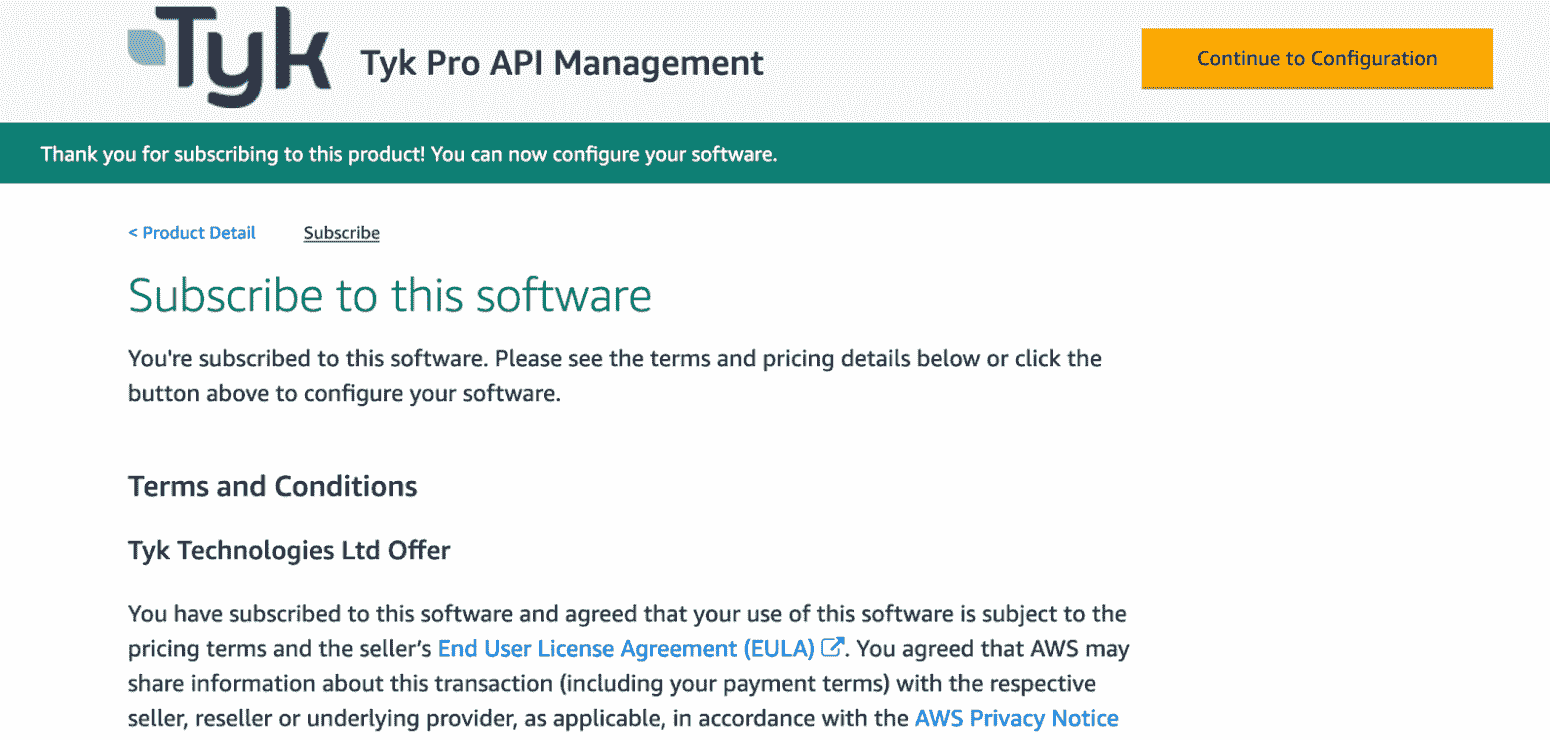 Tyk
Tyk Pro API Management
Continue to Configuration
Thank you for subscribing to this product! You can now configure your software.
< Product Detail
Subscribe
Subscribe to this software
You're subscribed to this software. Please see the terms and pricing details below or click the
button above to configure your software.
Terms and Conditions
Tyk Technologies Ltd Offer
You have subscribed to this software and agreed that your use of this software is subject to the
pricing terms and the seller’s End User License Agreement (EULA). You agreed that AWS may
share information about this transaction (including your payment terms) with the respective
seller, reseller or underlying provider, as applicable, in accordance with the AWS Privacy Notice